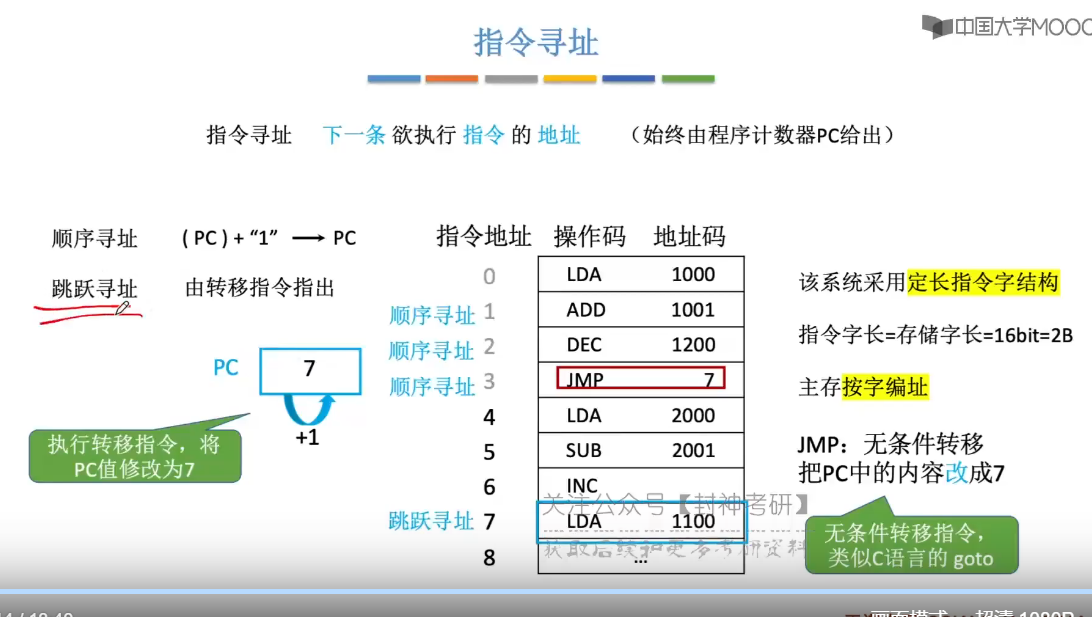 中国大学MOOC
指令寻址
指令寻址 下一条 欲执行 指令 的 地址 （始终由程序计数器PC给出）
顺序寻址 ( PC ) + “1” → PC
跳跃寻址 由转移指令指出
PC 7
+1
执行转移指令，将
PC值修改为7
指令地址 操作码 地址码
0 LDA 1000
顺序寻址 1 ADD 1001
顺序寻址 2 DEC 1200
顺序寻址 3 JMP 7
4 LDA 2000
5 SUB 2001
6 INC
关注公众号【封神考研】
跳跃寻址 7 LDA 1100
获取后续和更多考研资料
8 ...
该系统采用定长指令字结构
指令字长=存储字长=16bit=2B
主存按字编址
JMP：无条件转移
把PC中的内容改成7
无条件转移指令，
类似C语言的 goto